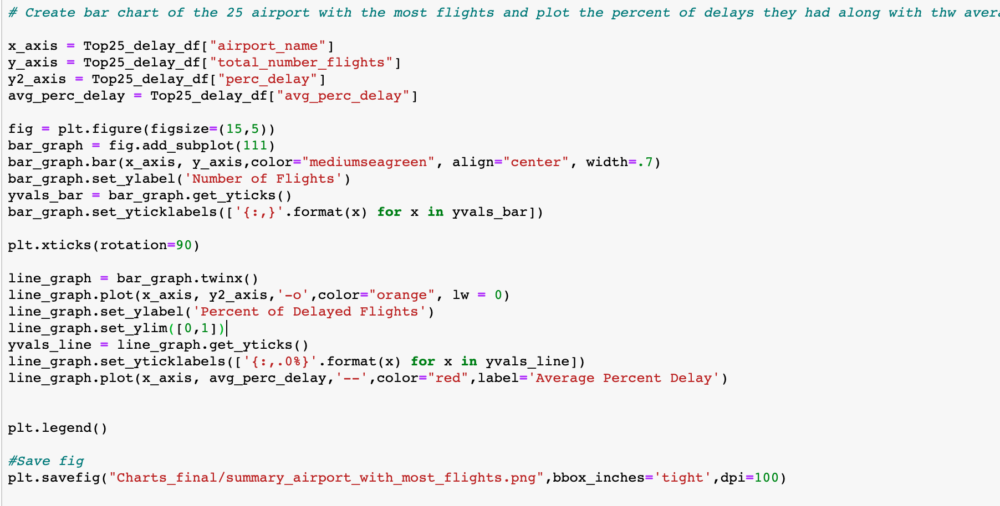 # Create bar chart of the 25 airport with the most flights and plot the percent of delays they had along with thw avera
x_axis = Top25_delay_df["airport_name"]
y_axis = Top25_delay_df["total_number_flights"]
y2_axis = Top25_delay_df["perc_delay"]
avg_perc_delay = Top25_delay_df["avg_perc_delay"]
fig = plt.figure(figsize=(15,5))
bar_graph = fig.add_subplot(111)
bar_graph.bar(x_axis, y_axis,color="mediumseagreen", align="center", width=.7)
bar_graph.set_ylabel('Number of Flights')
yvals_bar = bar_graph.get_yticks()
bar_graph.set_yticklabels(['{:,}'.format(x) for x in yvals_bar])
plt.xticks(rotation=90)
line_graph = bar_graph.twinx()
line_graph.plot(x_axis, y2_axis,'-o',color="orange", lw = 0)
line_graph.set_ylabel('Percent of Delayed Flights')
line_graph.set_ylim([0,1])
yvals_line = line_graph.get_yticks()
line_graph.set_yticklabels(['{:,.0%}'.format(x) for x in yvals_line])
line_graph.plot(x_axis, avg_perc_delay,'--',color="red",label='Average Percent Delay')
plt.legend()
#Save fig
plt.savefig("Charts_final/summary_airport_with_most_flights.png",bbox_inches='tight',dpi=100)